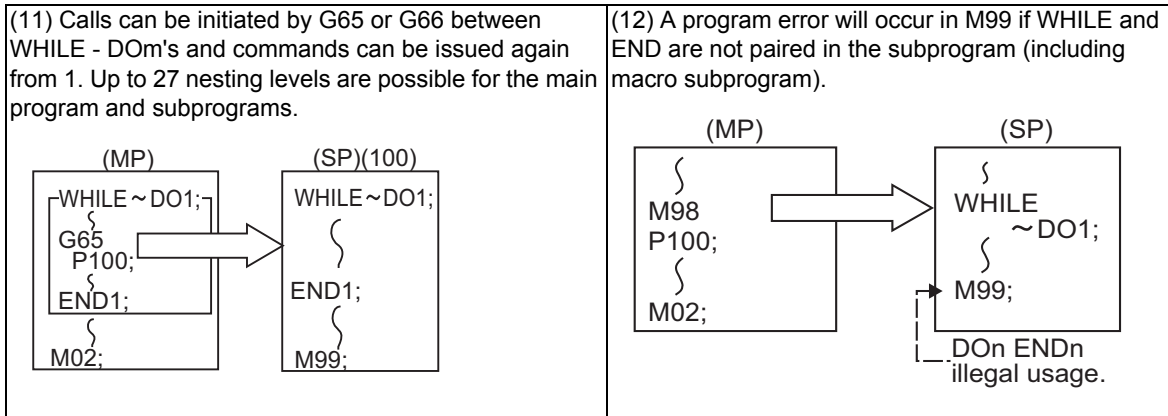 (11) Calls can be initiated by G65 or G66 between
WHILE - DOm's and commands can be issued again
from 1. Up to 27 nesting levels are possible for the main
program and subprograms.
(MP)
WHILE ~ DO1;
G65
P100;
END1;
M02;
(SP)(100)
WHILE ~ DO1;
END1;
M99;
(12) A program error will occur in M99 if WHILE and
END are not paired in the subprogram (including
macro subprogram).
(MP)
M98
P100;
M02;
(SP)
WHILE
~ DO1;
M99;
DOn ENDn
illegal usage.